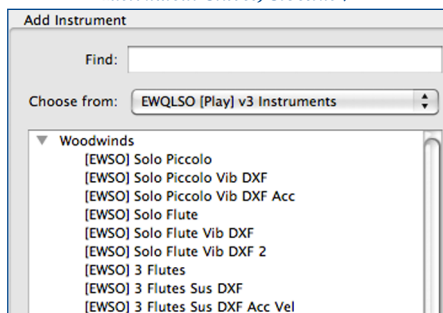 Add Instrument
Find:
Choose from: EWQLSO [Play] v3 Instruments
Woodwinds
[EWSO] Solo Piccolo
[EWSO] Solo Piccolo Vib DXF
[EWSO] Solo Piccolo Vib DXF Acc
[EWSO] Solo Flute
[EWSO] Solo Flute Vib DXF
[EWSO] Solo Flute Vib DXF 2
[EWSO] 3 Flutes
[EWSO] 3 Flutes Sus DXF
[EWSO] 3 Flutes Sus DXF Acc Vel